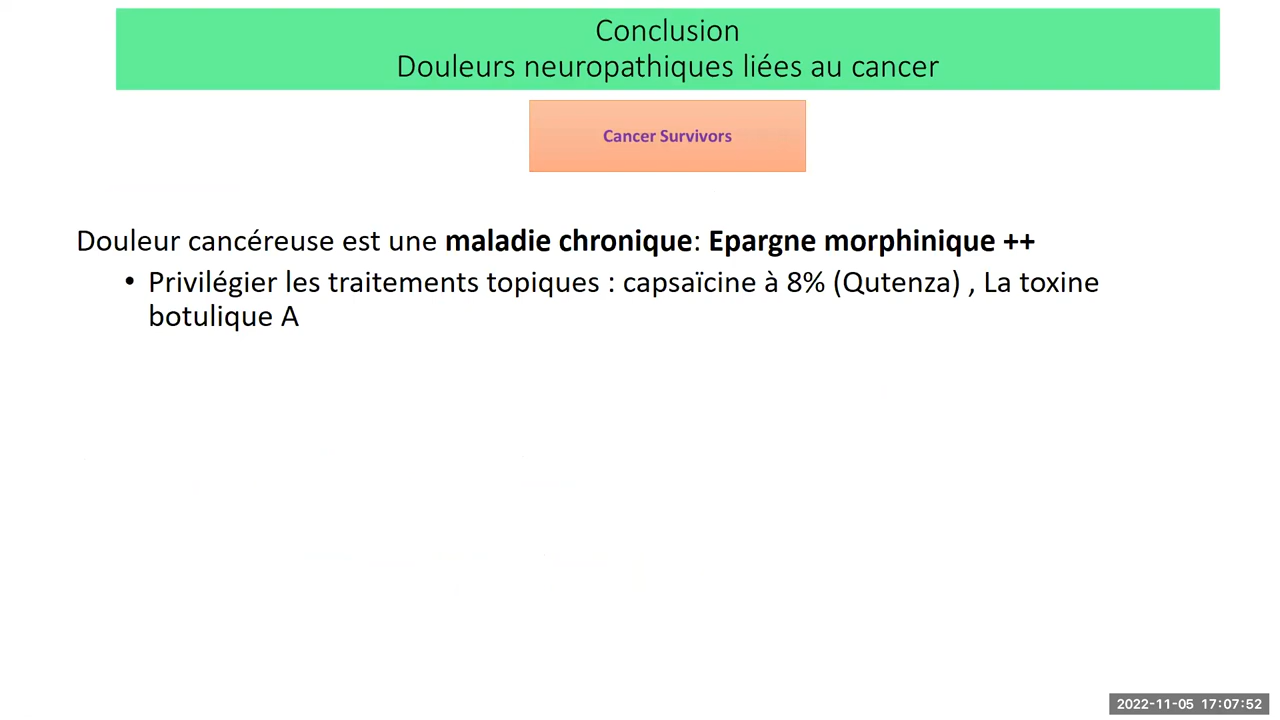 Conclusion
Douleurs neuropathiques liées au cancer
Cancer Survivors
Douleur cancéreuse est une maladie chronique: Epargne morphinique ++
• Privilégier les traitements topiques : capsaïcine à 8% (Qutenza) , La toxine
botulique A
2022-11-05 17:07:52